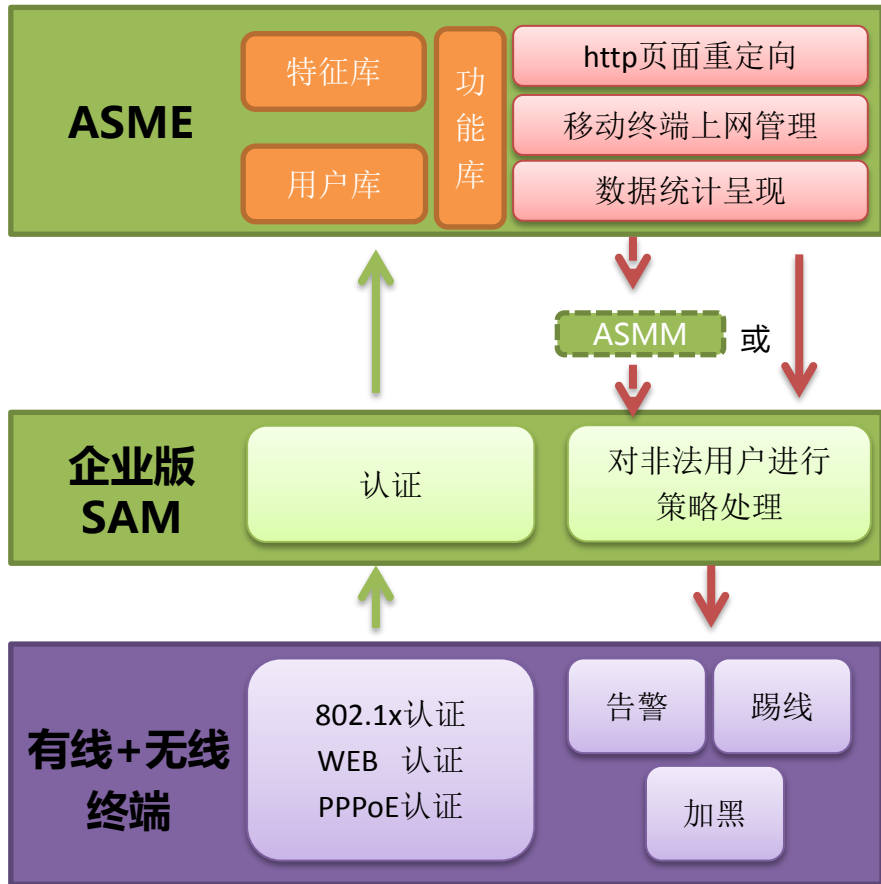 ASME
特征库
用户库
功能库
http页面重定向
移动终端上网管理
数据统计呈现
ASMM
或
企业版
SAM
认证
对非法用户进行
策略处理
有线+无线
终端
802.1x认证
WEB 认证
PPPoE认证
告警
踢线
加黑